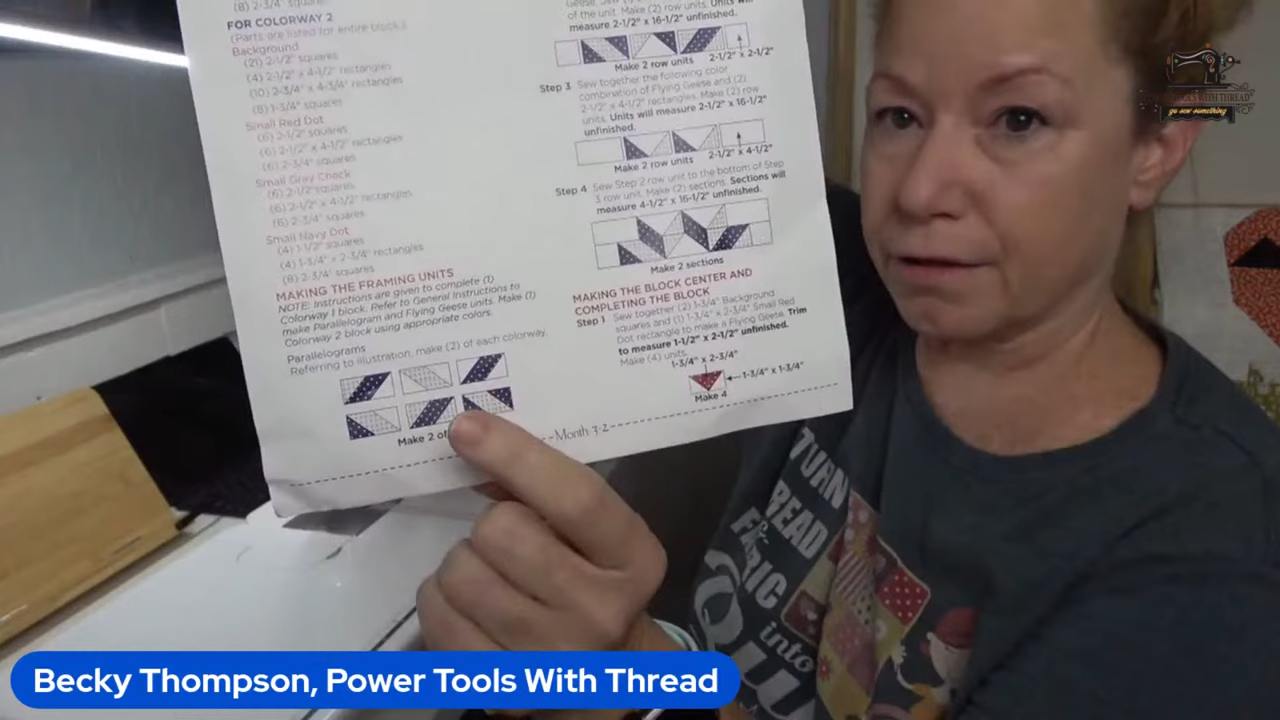 (8) 2-3/4" squares
FOR COLORWAY 2
(Parts are listed for entire block.)
Background
(21) 2-1/2" squares
(4) 2-1/2" x 4-1/2" rectangles
(10) 2-3/4" x 4-3/4" rectangles
(8) 1-3/4" squares
Small Red Dot
(6) 2-1/2" squares
(6) 2-1/2" x 4-1/2" rectangles
(6) 2-3/4" squares
Small Gray Check
(6) 2-1/2" squares
(6) 2-1/2" x 4-1/2" rectangles
(6) 2-3/4" squares
Small Navy Dot
(4) 1-1/2" squares
(4) 1-3/4" x 2-3/4" rectangles
(8) 2-3/4" squares
MAKING THE FRAMING UNITS
NOTE: Instructions are given to complete (1)
Colorway 1 block. Refer to General Instructions to
make Parallelogram and Flying Geese units. Make (1)
Colorway 2 block using appropriate colors.
Parallelograms
Referring to illustration, make (2) of each colorway.
Make 2 of
of the unit. Make (2) row units. Units will
measure 2-1/2" x 16-1/2" unfinished.
Make 2 row units 2-1/2" x 2-1/2"
Step 3 Sew together the following color
combination of Flying Geese and (2)
2-1/2" x 4-1/2" rectangles. Make (2) row
units. Units will measure 2-1/2" x 16-1/2"
unfinished.
Make 2 row units 2-1/2" x 4-1/2"
Step 4 Sew Step 2 row unit to the bottom of Step
3 row unit. Make (2) sections. Sections will
measure 4-1/2" x 16-1/2" unfinished.
Make 2 sections
MAKING THE BLOCK CENTER AND
COMPLETING THE BLOCK
Step 1 Sew together (2) 1-3/4" Background
squares and (1) 1-3/4" x 2-3/4" Small Red
Dot rectangle to make a Flying Geese. Trim
to measure 1-1/2" x 2-1/2" unfinished.
Make (4) units.
1-3/4" x 2-3/4"
1-3/4" x 1-3/4"
Make 4
Month 3-2
TURN
into
WITH THREAD
go sew something
Becky Thompson, Power Tools With Thread